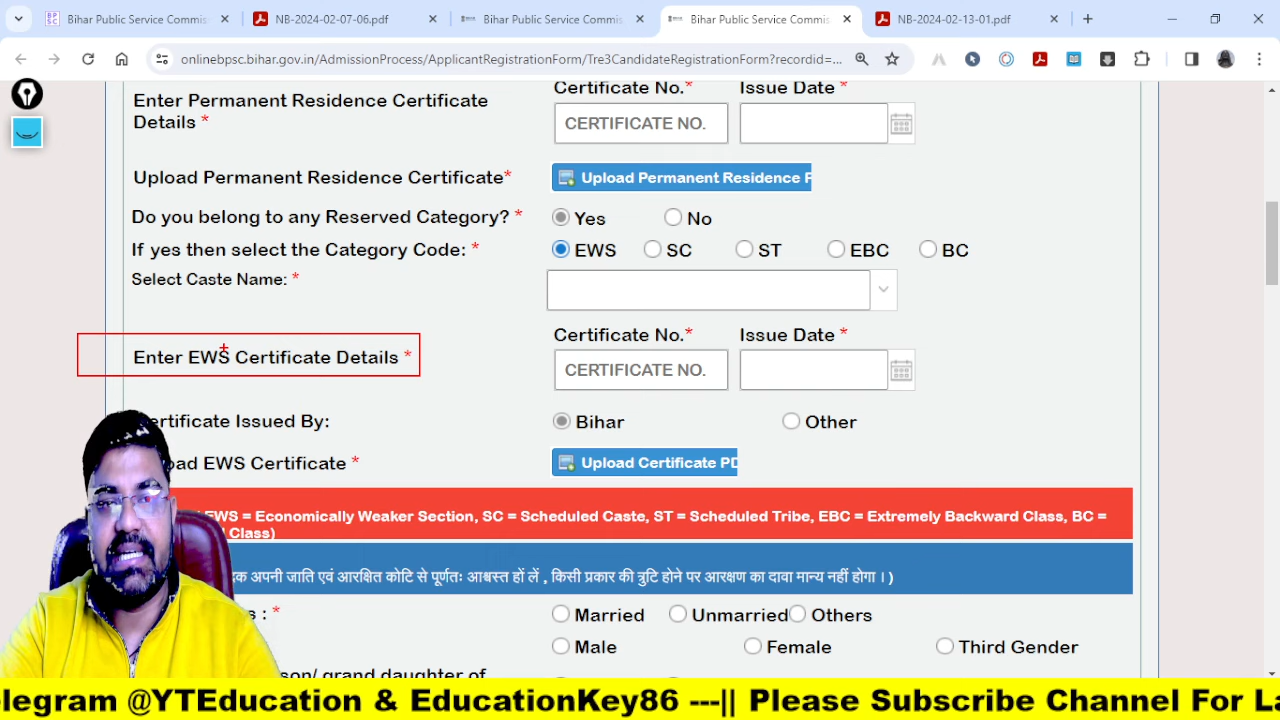 Bihar Public Service Commis
NB-2024-02-07-06.pdf
Bihar Public Service Commis
Bihar Public Service Commis
NB-2024-02-13-01.pdf
onlinebpsc.bihar.gov.in/AdmissionProcess/ApplicantRegistrationForm/Tre3CandidateRegistrationForm?recordid=...
Enter Permanent Residence Certificate
Details *
Certificate No.* Issue Date *
CERTIFICATE NO.
Upload Permanent Residence Certificate*
Upload Permanent Residence P
Do you belong to any Reserved Category? * Yes No
If yes then select the Category Code: * EWS SC ST EBC BC
Select Caste Name: *
Certificate No.* Issue Date *
Enter EWS Certificate Details *
CERTIFICATE NO.
ertificate Issued By: Bihar Other
oad EWS Certificate *
Upload Certificate PD
EWS = Economically Weaker Section, SC = Scheduled Caste, ST = Scheduled Tribe, EBC = Extremely Backward Class, BC =
Class)
अपनी जाति एवं आरक्षित कोटि से पूर्णतः आश्वस्त हों लें , किसी प्रकार की त्रुटि होने पर आरक्षण का दावा मान्य नहीं होगा । )
: * Married Unmarried Others
Male Female Third Gender
son/ grand daughter of
elegram @YTEducation & EducationKey86 ---|| Please Subscribe Channel For La